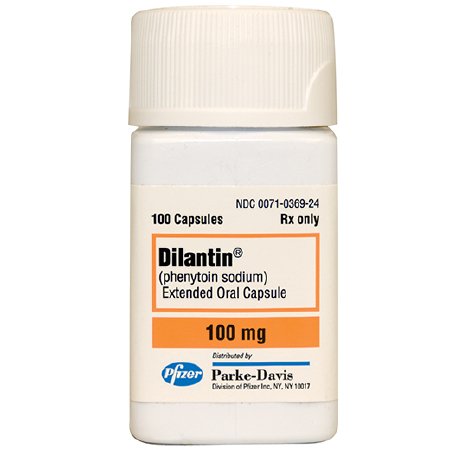 NDC 0071-0369-24
100 Capsules Rx only
Dilantin®
(phenytoin sodium)
Extended Oral Capsule
100 mg
Distributed by
Pfizer Parke-Davis
Division of Pfizer Inc, NY, NY 10017